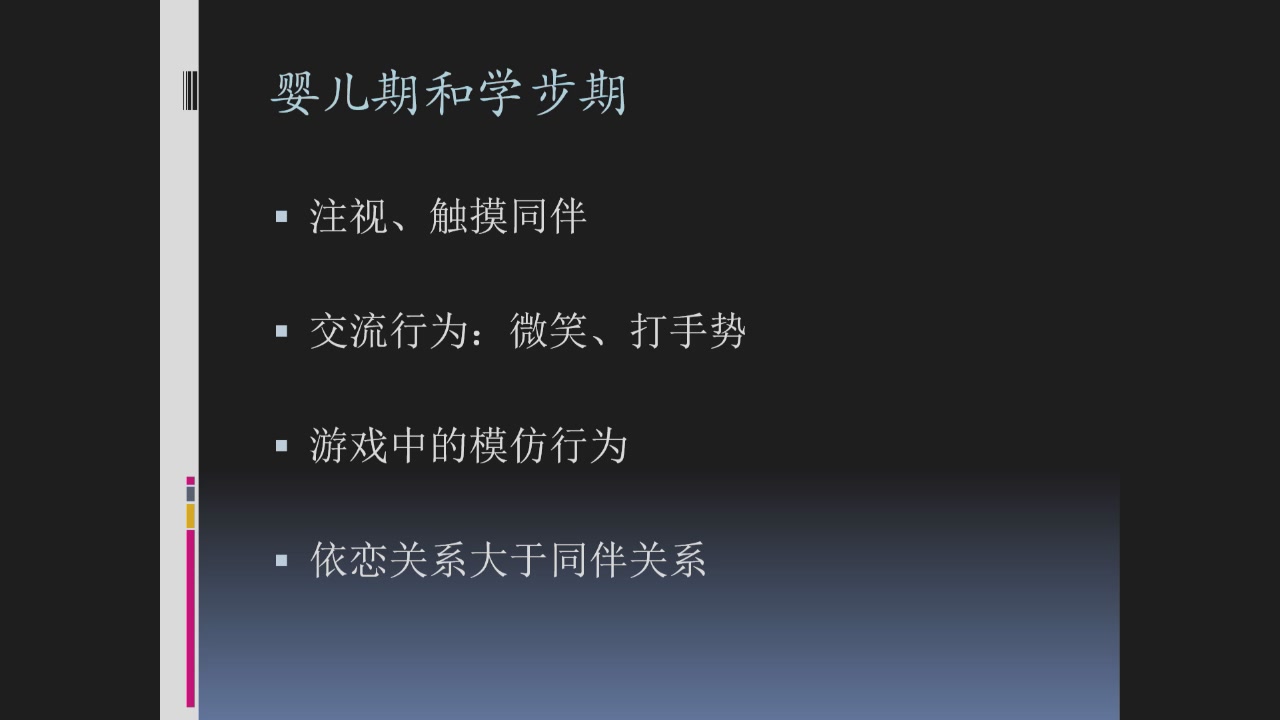 婴儿期和学步期
注视、触摸同伴
交流行为：微笑、打手势
游戏中的模仿行为
依恋关系大于同伴关系